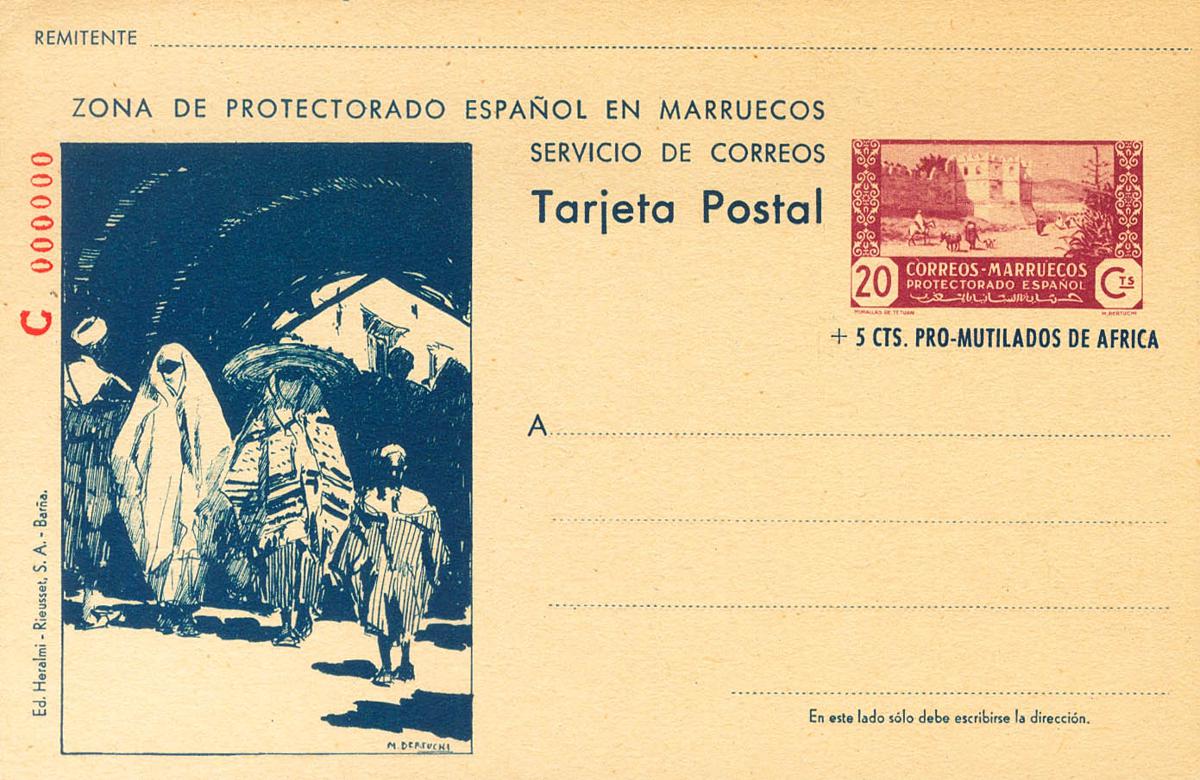 REMITENTE
ZONA DE PROTECTORADO ESPAÑOL EN MARRUECOS
SERVICIO DE CORREOS
Tarjeta Postal
C 000000
20
CORREOS-MARRUECOS
PROTECTORADO ESPAÑOL
CTS
MURALLAS DE TETUAN
M. BERTUCHI
+ 5 CTS. PRO-MUTILADOS DE AFRICA
A
Ed. Heralmi - Rieusset, S. A. - Barña.
M. BERTUCHI
En este lado sólo debe escribirse la dirección.